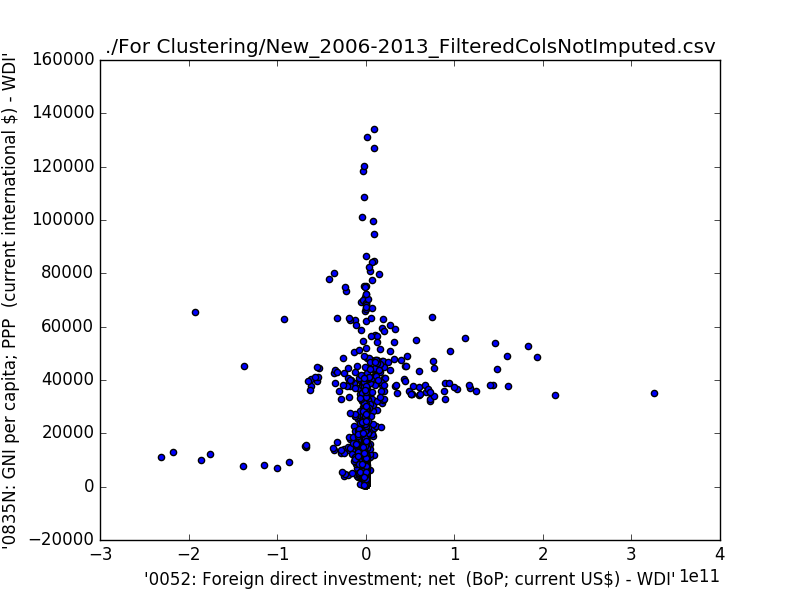 ./For Clustering/New_2006-2013_FilteredColsNotImputed.csv
'0835N: GNI per capita; PPP  (current international $) - WDI'
160000
140000
120000
100000
80000
60000
40000
20000
0
−20000
−3 −2 −1 0 1 2 3 4
1e11
'0052: Foreign direct investment; net  (BoP; current US$) - WDI'